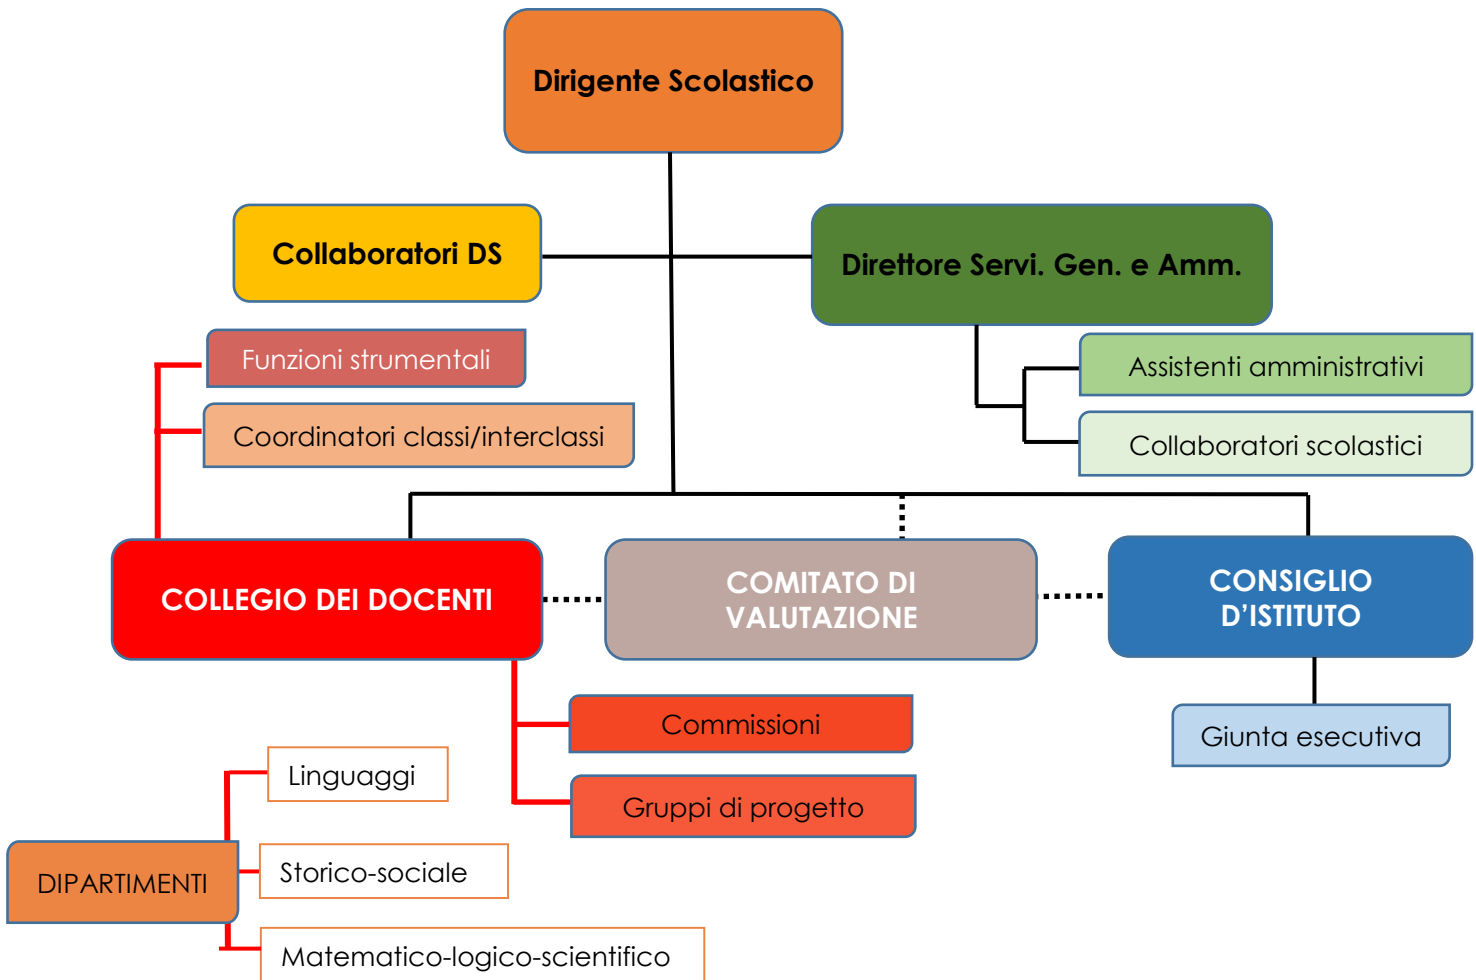 Dirigente Scolastico
Collaboratori DS
Direttore Servi. Gen. e Amm.
Funzioni strumentali
Assistenti amministrativi
Coordinatori classi/interclassi
Collaboratori scolastici
COLLEGIO DEI DOCENTI
COMITATO DI
VALUTAZIONE
CONSIGLIO
D’ISTITUTO
Commissioni
Giunta esecutiva
Linguaggi
Gruppi di progetto
DIPARTIMENTI
Storico-sociale
Matematico-logico-scientifico